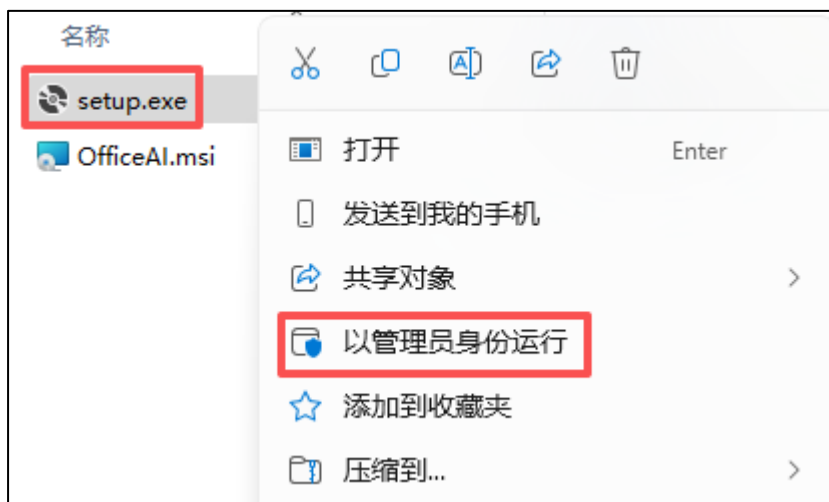 名称
setup.exe
OfficeAI.msi
打开 Enter
发送到我的手机
共享对象
以管理员身份运行
添加到收藏夹
压缩到...